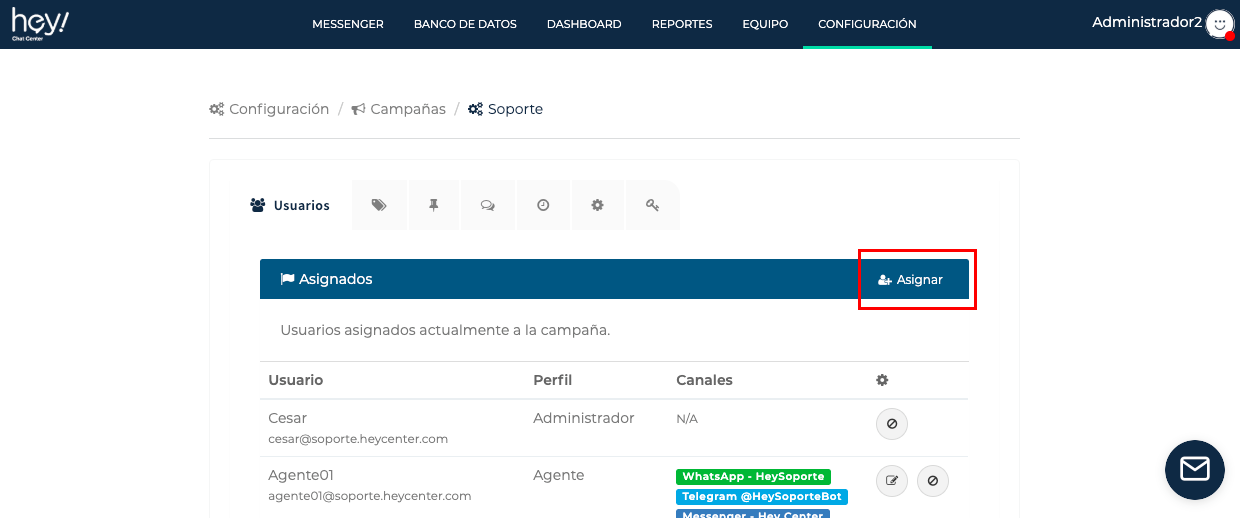 hey!
Chat Center
MESSENGER BANCO DE DATOS DASHBOARD REPORTES EQUIPO CONFIGURACIÓN Administrador2
Configuración / Campañas / Soporte
Usuarios
Asignados Asignar
Usuarios asignados actualmente a la campaña.
Usuario Perfil Canales
Cesar Administrador N/A
cesar@soporte.heycenter.com
Agente01 Agente WhatsApp - HeySoporte
agente01@soporte.heycenter.com Telegram @HeySoporteBot
Messenger - Hey Center